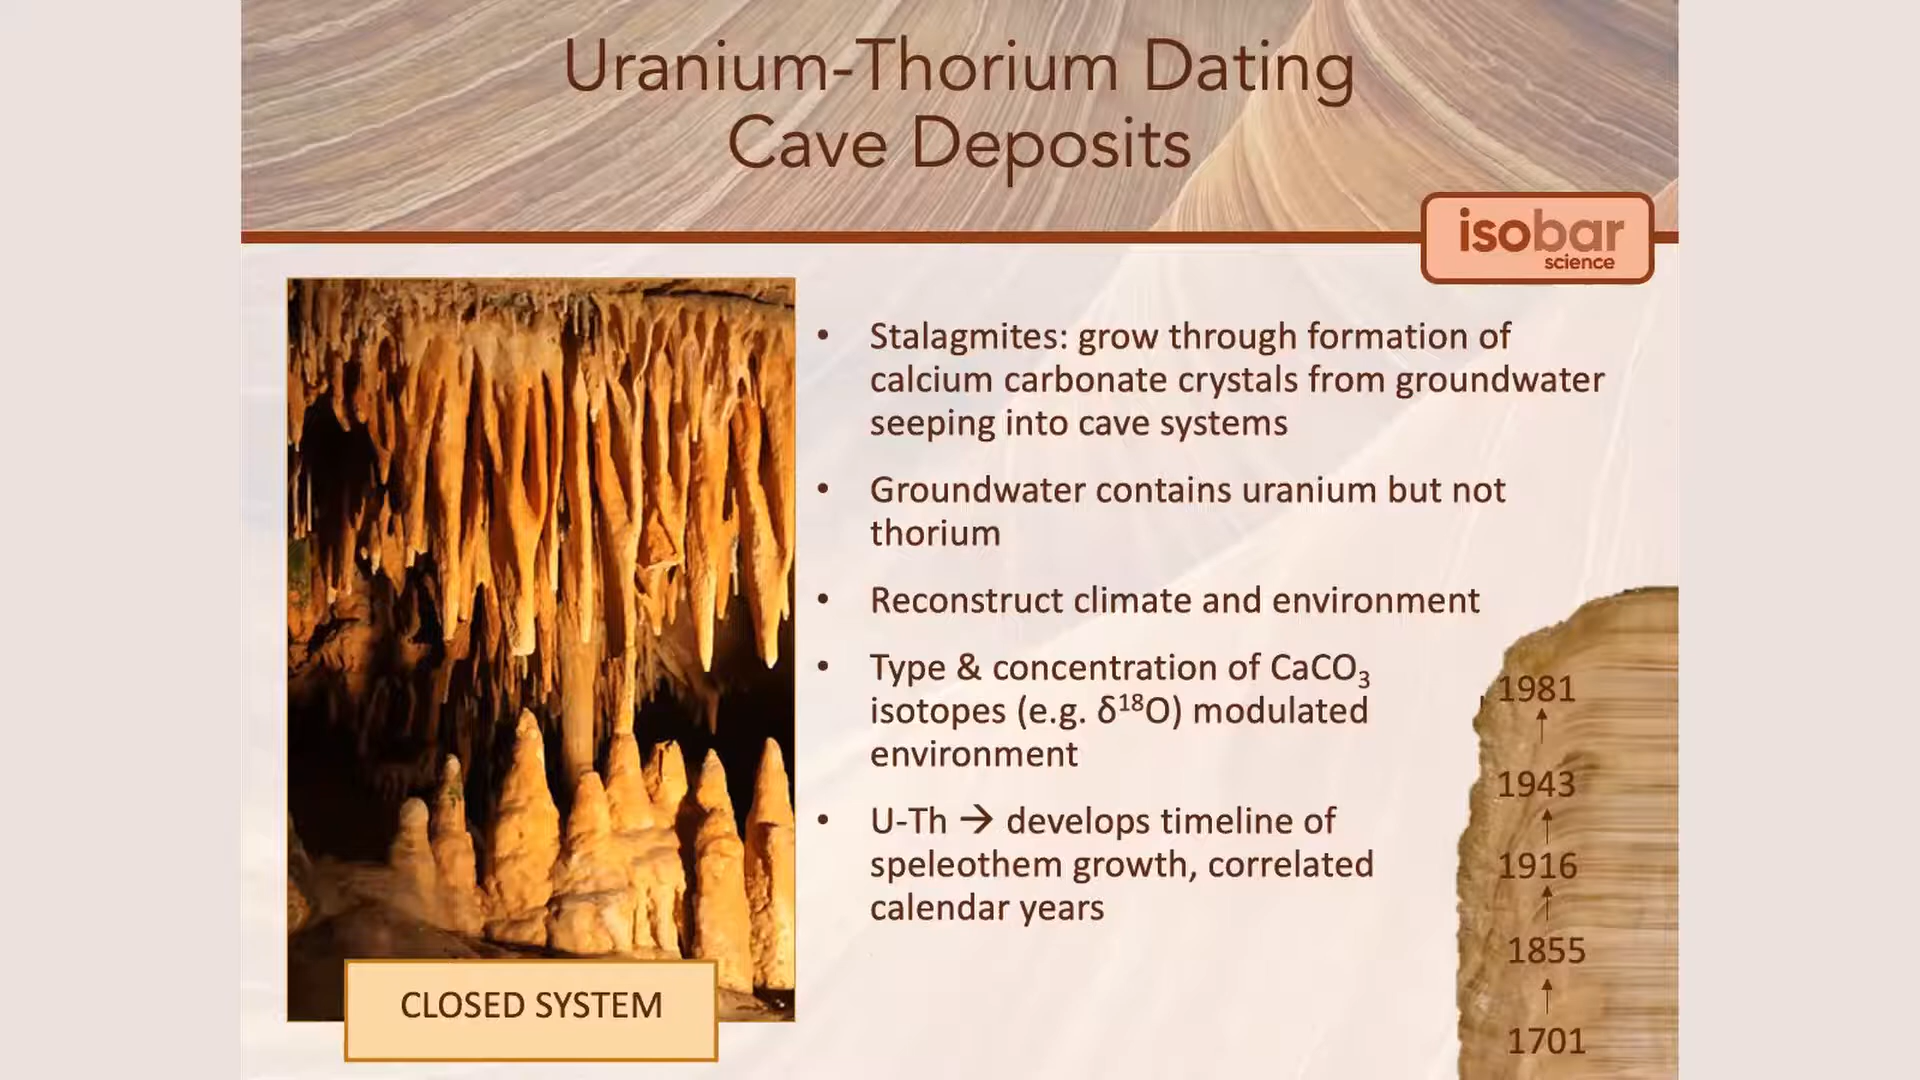 Uranium-Thorium Dating
Cave Deposits
isobar
science
• Stalagmites: grow through formation of
calcium carbonate crystals from groundwater
seeping into cave systems
• Groundwater contains uranium but not
thorium
• Reconstruct climate and environment
• Type & concentration of CaCO₃
isotopes (e.g. δ¹⁸O) modulated
environment
• U-Th → develops timeline of
speleothem growth, correlated
calendar years
CLOSED SYSTEM
1981
1943
1916
1855
1701